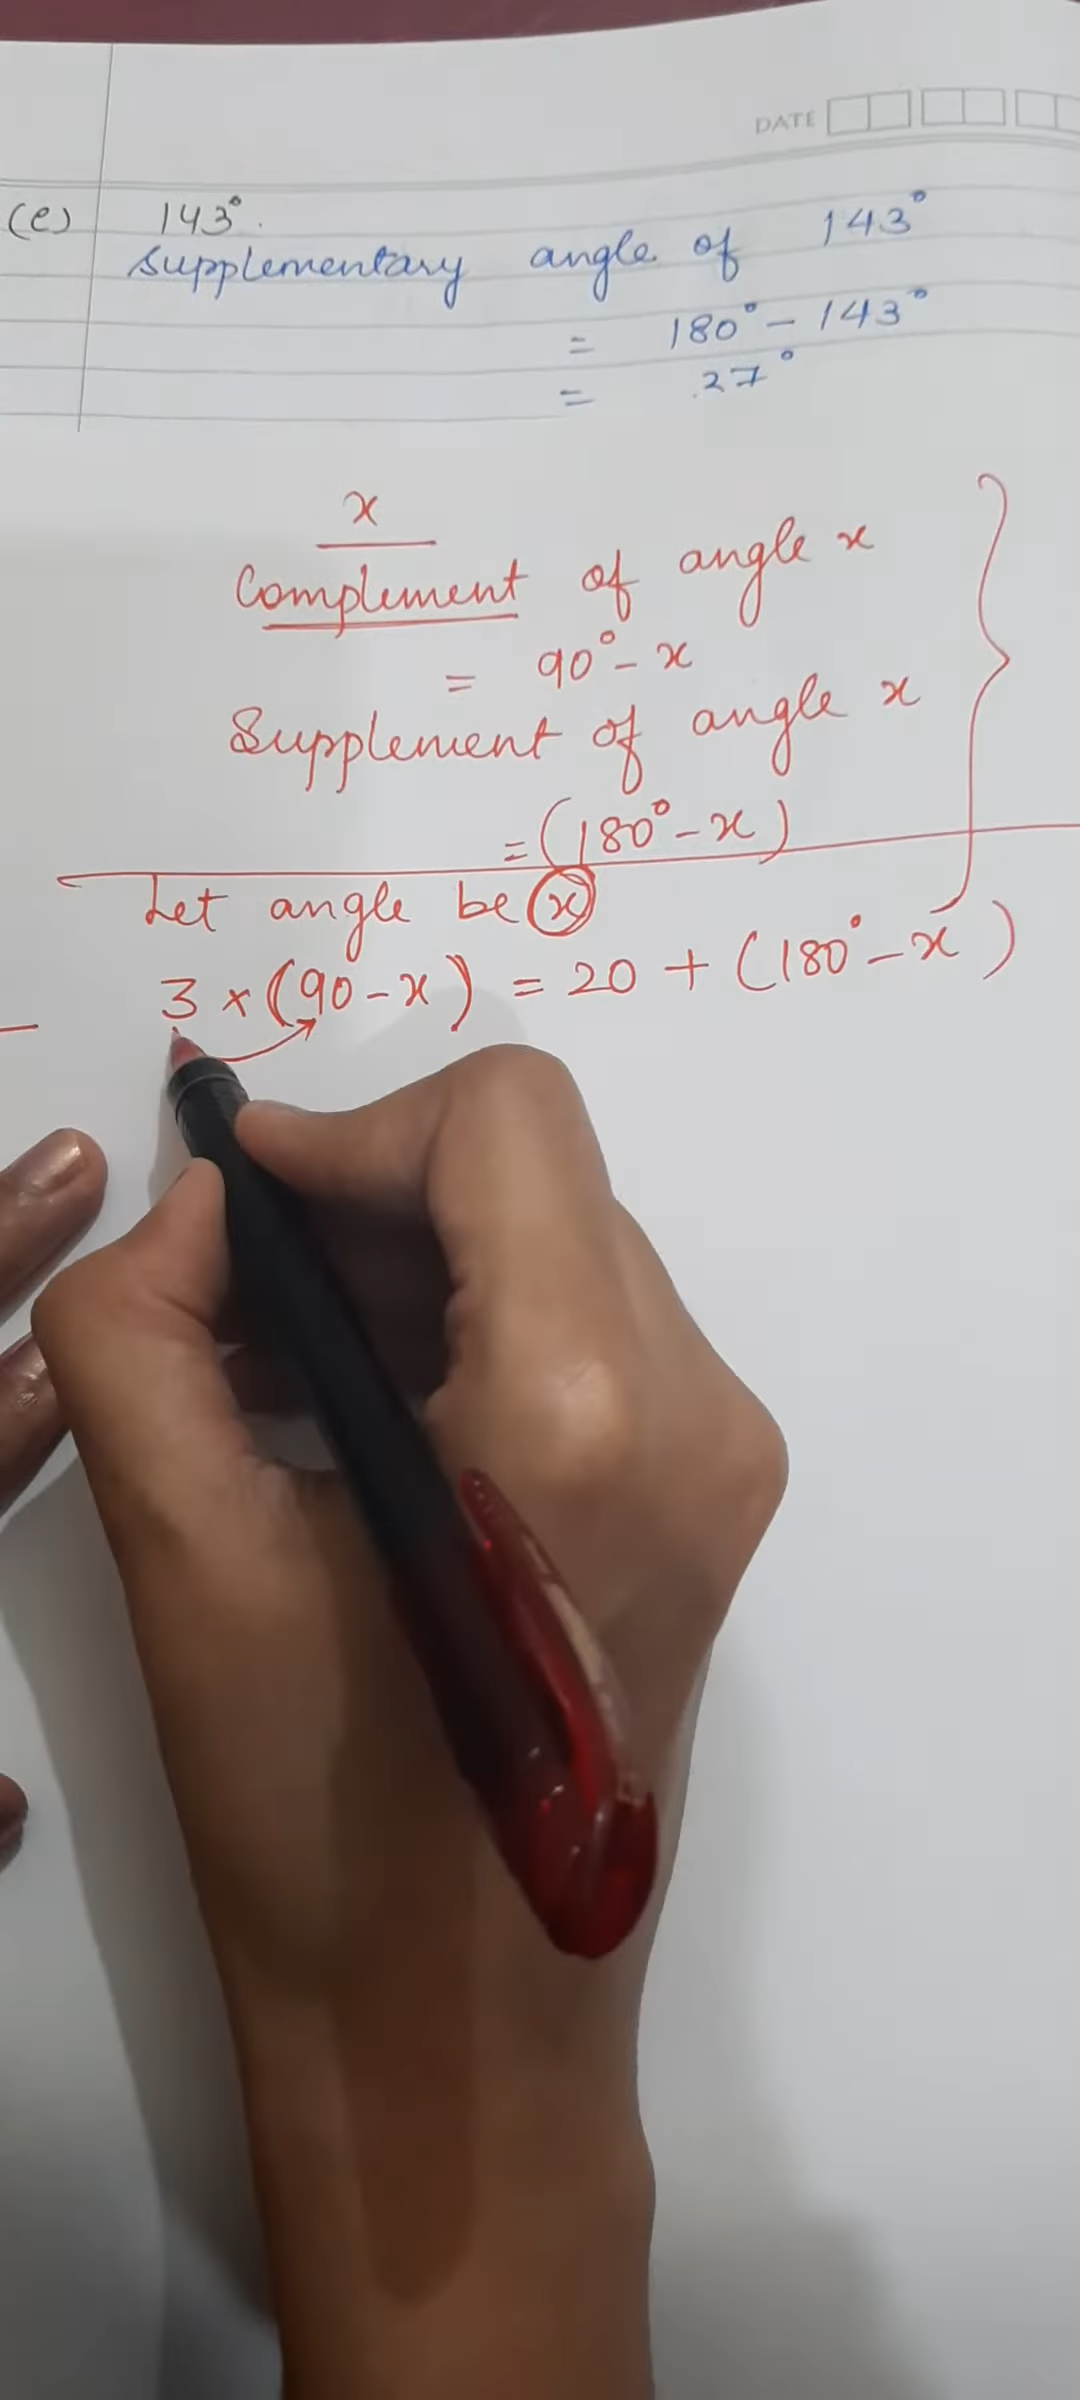 DATE
(e) 143°.
Supplementary angle of 143°
= 180° - 143°
= 27°
x
Complement of angle x
= 90° - x
Supplement of angle x
= (180° - x)
Let angle be x
3 × (90 - x) = 20 + (180° - x)